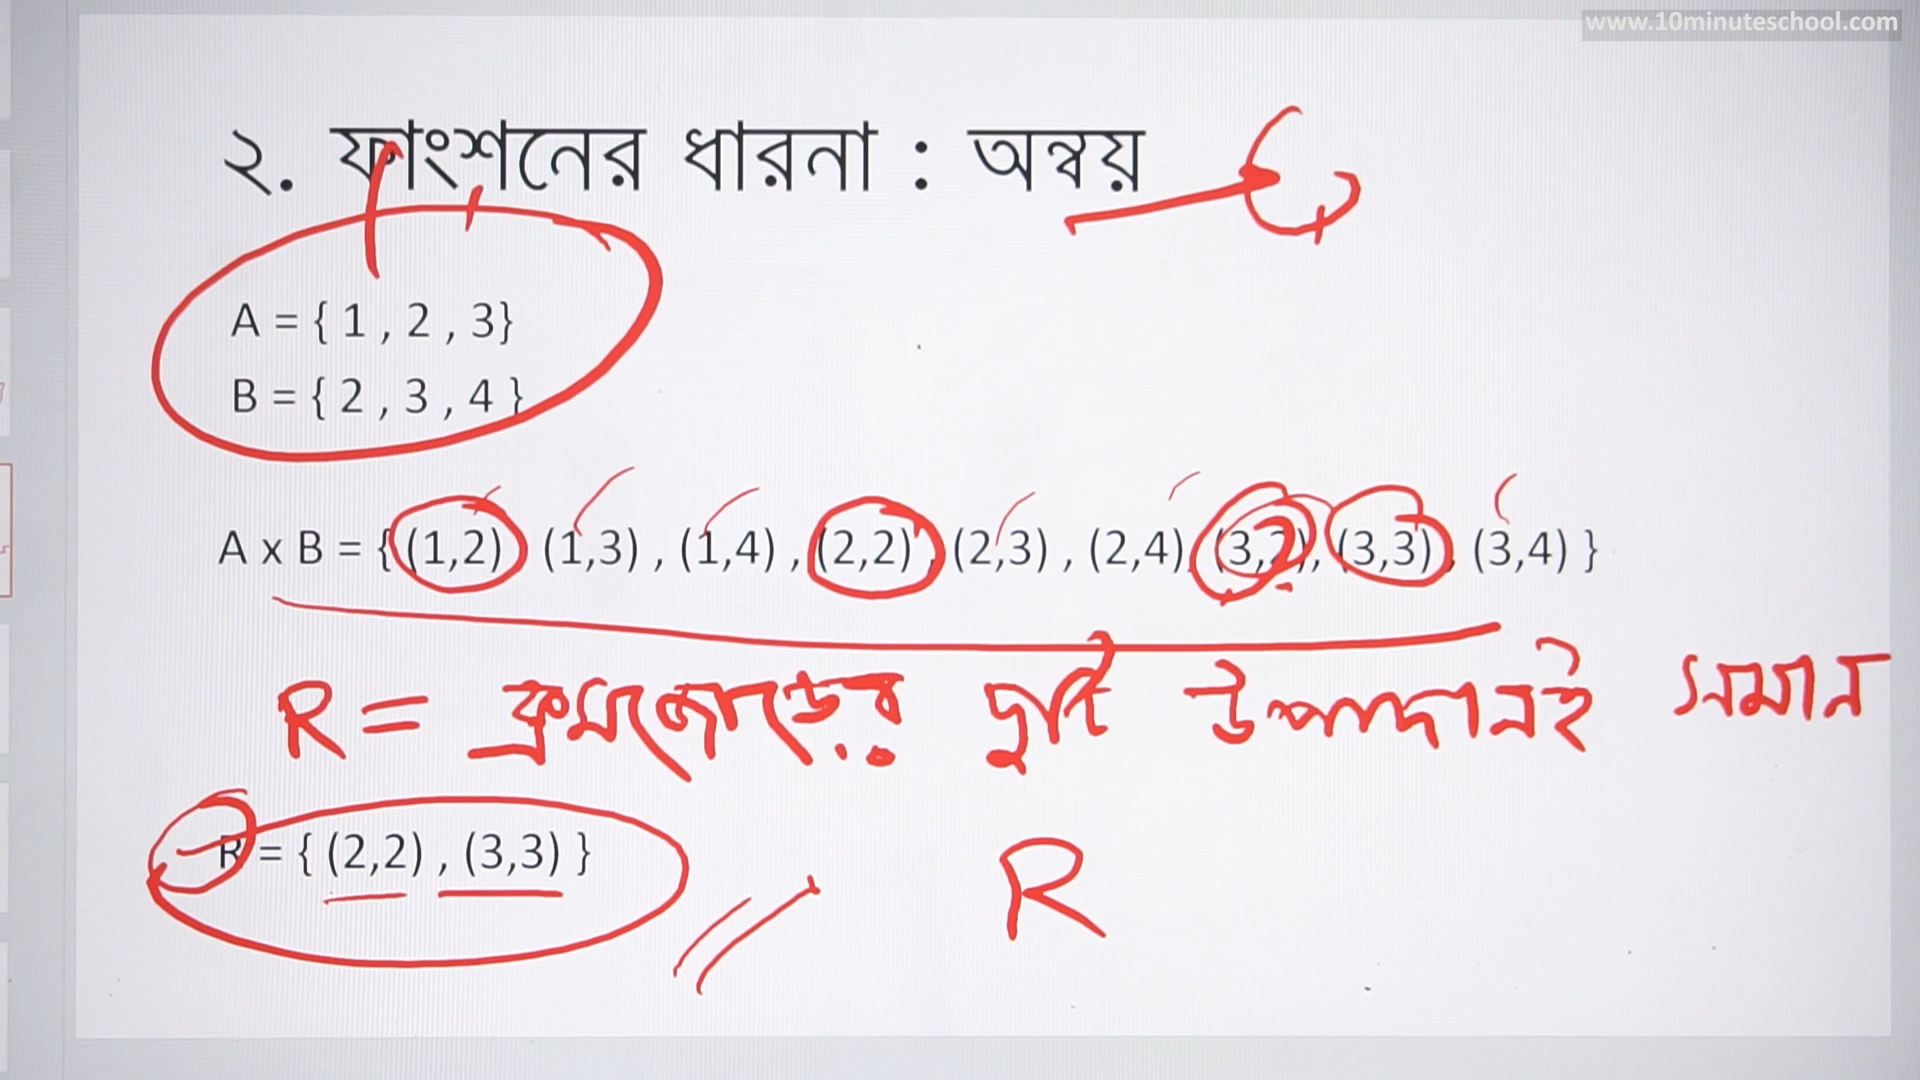 www.10minuteschool.com
২. ফাংশনের ধারনা : অন্বয়
A = { 1 , 2 , 3}
B = { 2 , 3 , 4 }
A x B = { (1,2) (1,3) , (1,4) , (2,2) , (2,3) , (2,4) (3,2), (3,3) , (3,4) }
R = ক্রমজোড়ের দুটি উপাদানই সমান
R = { (2,2) , (3,3) }
R